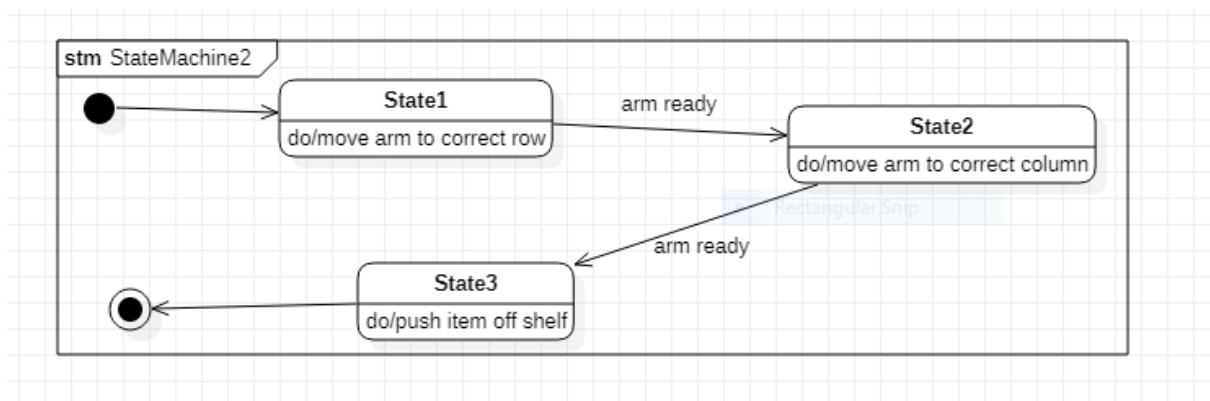 stm StateMachine2
State1
do/move arm to correct row
arm ready
State2
do/move arm to correct column
Rectangular Snip
arm ready
State3
do/push item off shelf